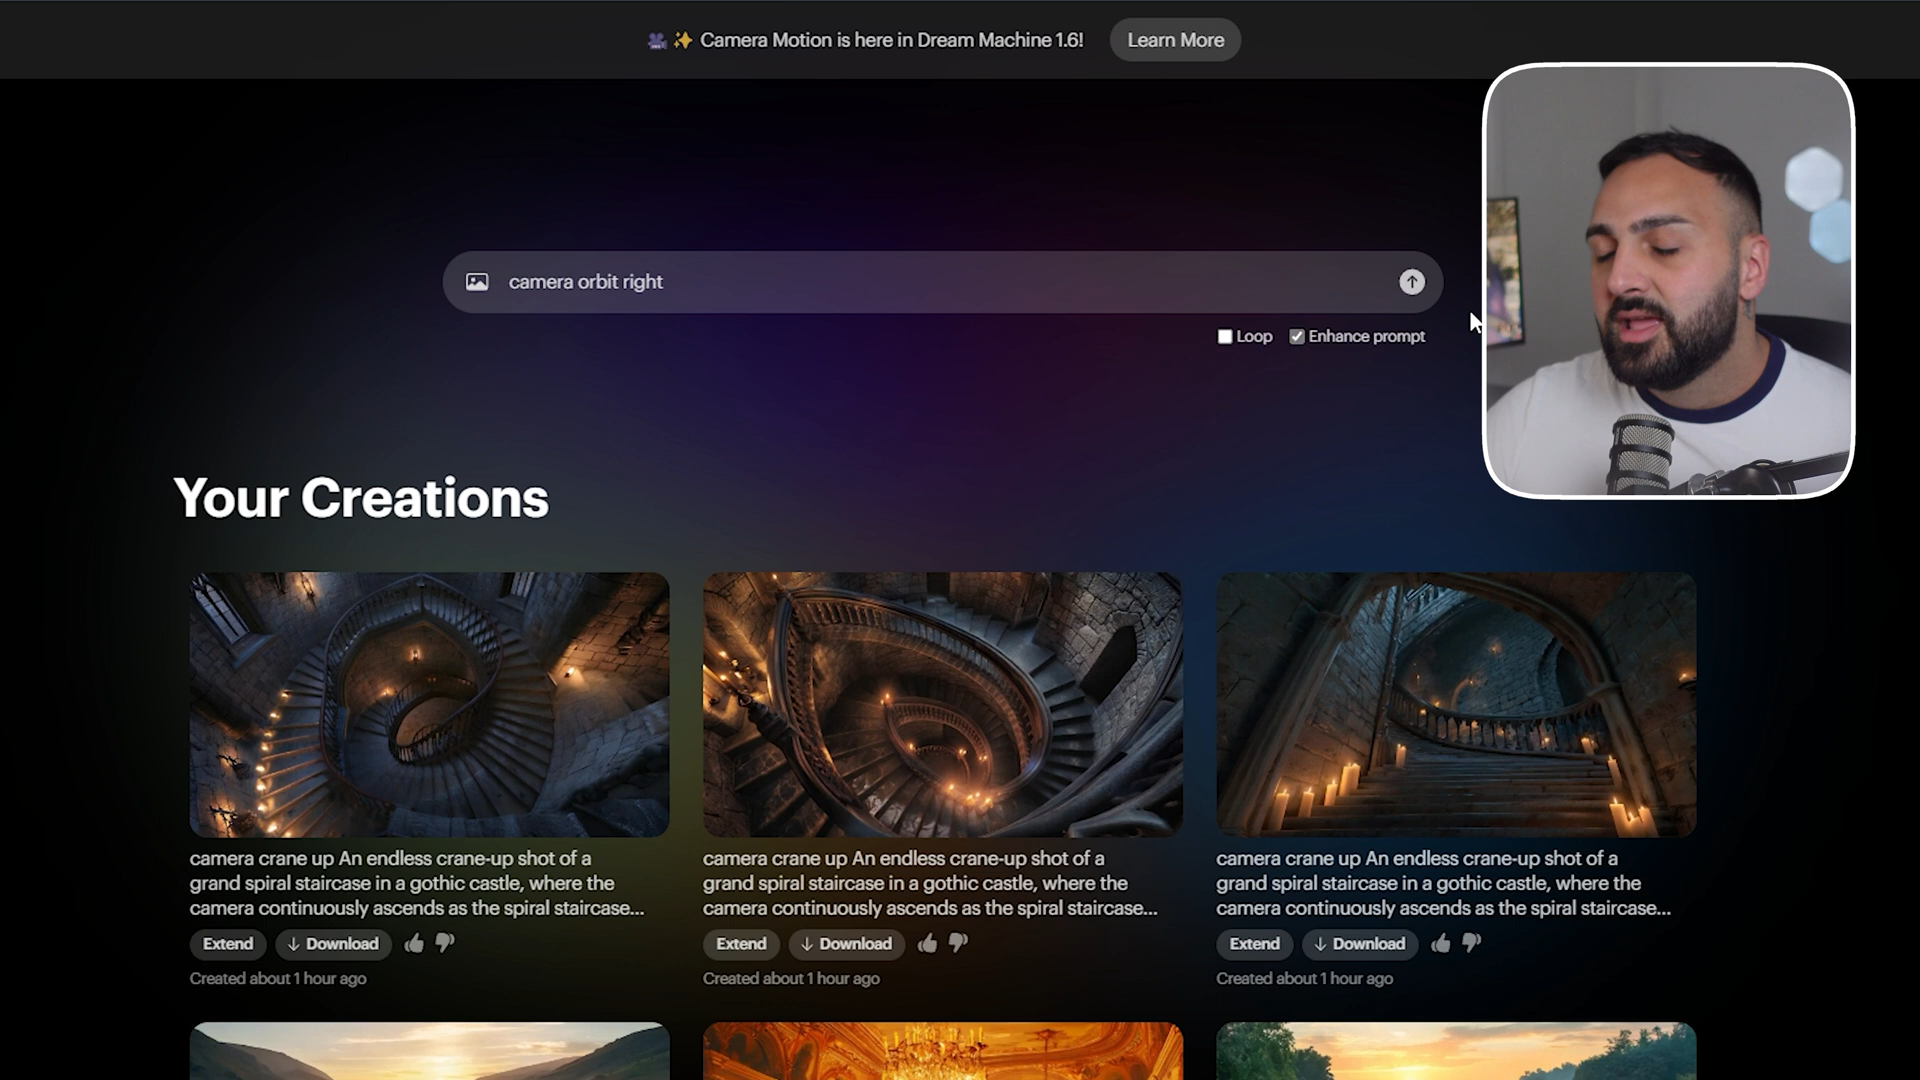 Camera Motion is here in Dream Machine 1.6!
Learn More
camera orbit right
Loop
Enhance prompt
Your Creations
camera crane up An endless crane-up shot of a
grand spiral staircase in a gothic castle, where the
camera continuously ascends as the spiral staircase...
Extend
Download
Created about 1 hour ago
camera crane up An endless crane-up shot of a
grand spiral staircase in a gothic castle, where the
camera continuously ascends as the spiral staircase...
Extend
Download
Created about 1 hour ago
camera crane up An endless crane-up shot of a
grand spiral staircase in a gothic castle, where the
camera continuously ascends as the spiral staircase...
Extend
Download
Created about 1 hour ago